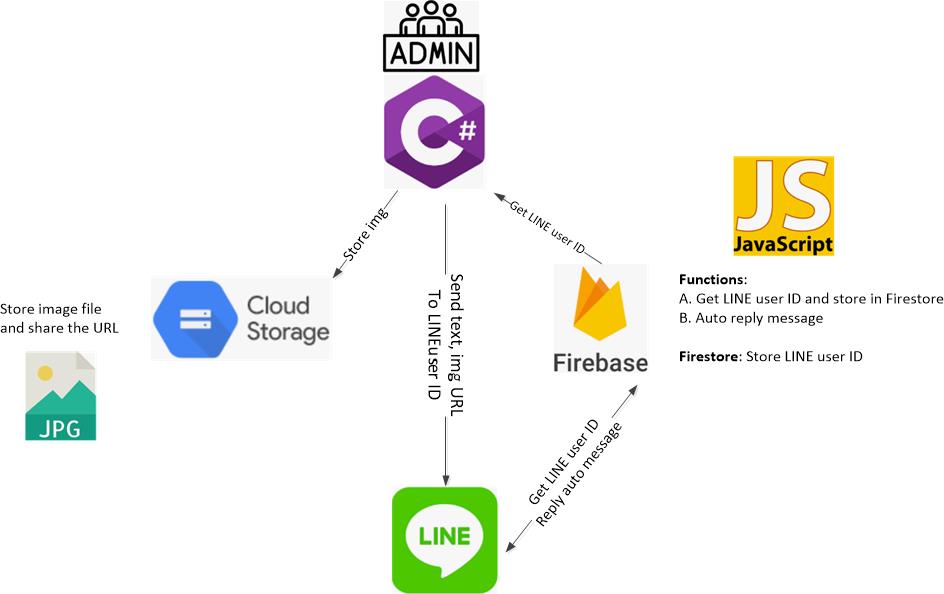 ADMIN
C#
Store img
Get LINE user ID
JS
JavaScript
Store image file
and share the URL
Cloud
Storage
Send text, img URL
To LINEuser ID
Firebase
Functions:
A. Get LINE user ID and store in Firestore
B. Auto reply message
Firestore: Store LINE user ID
JPG
Get LINE user ID
Reply auto message
LINE